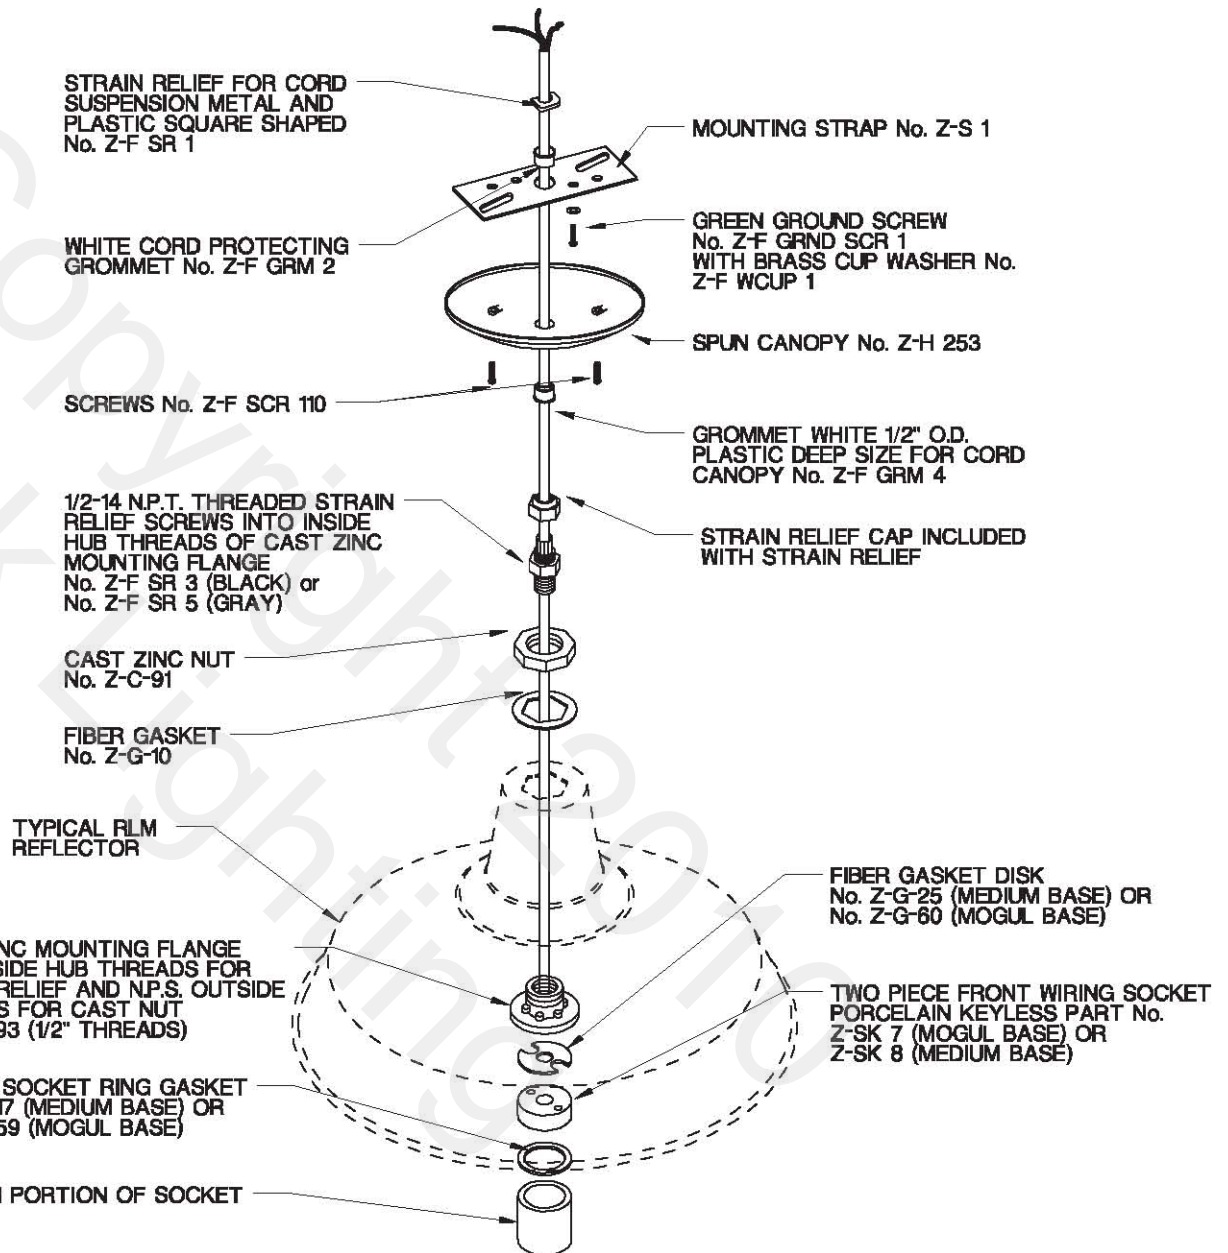 STRAIN RELIEF FOR CORD
SUSPENSION METAL AND
PLASTIC SQUARE SHAPED
No. Z-F SR 1
MOUNTING STRAP No. Z-S 1
WHITE CORD PROTECTING
GROMMET No. Z-F GRM 2
GREEN GROUND SCREW
No. Z-F GRND SCR 1
WITH BRASS CUP WASHER No.
Z-F WCUP 1
SPUN CANOPY No. Z-H 253
SCREWS No. Z-F SCR 110
GROMMET WHITE 1/2" O.D.
PLASTIC DEEP SIZE FOR CORD
CANOPY No. Z-F GRM 4
1/2-14 N.P.T. THREADED STRAIN
RELIEF SCREWS INTO INSIDE
HUB THREADS OF CAST ZINC
MOUNTING FLANGE
No. Z-F SR 3 (BLACK) or
No. Z-F SR 5 (GRAY)
STRAIN RELIEF CAP INCLUDED
WITH STRAIN RELIEF
CAST ZINC NUT
No. Z-C-91
FIBER GASKET
No. Z-G-10
TYPICAL RLM
REFLECTOR
FIBER GASKET DISK
No. Z-G-25 (MEDIUM BASE) OR
No. Z-G-60 (MOGUL BASE)
NC MOUNTING FLANGE
SIDE HUB THREADS FOR
RELIEF AND N.P.S. OUTSIDE
S FOR CAST NUT
93 (1/2" THREADS)
TWO PIECE FRONT WIRING SOCKET
PORCELAIN KEYLESS PART No.
Z-SK 7 (MOGUL BASE) OR
Z-SK 8 (MEDIUM BASE)
SOCKET RING GASKET
17 (MEDIUM BASE) OR
59 (MOGUL BASE)
PORTION OF SOCKET
Copyright 2010
Lighting